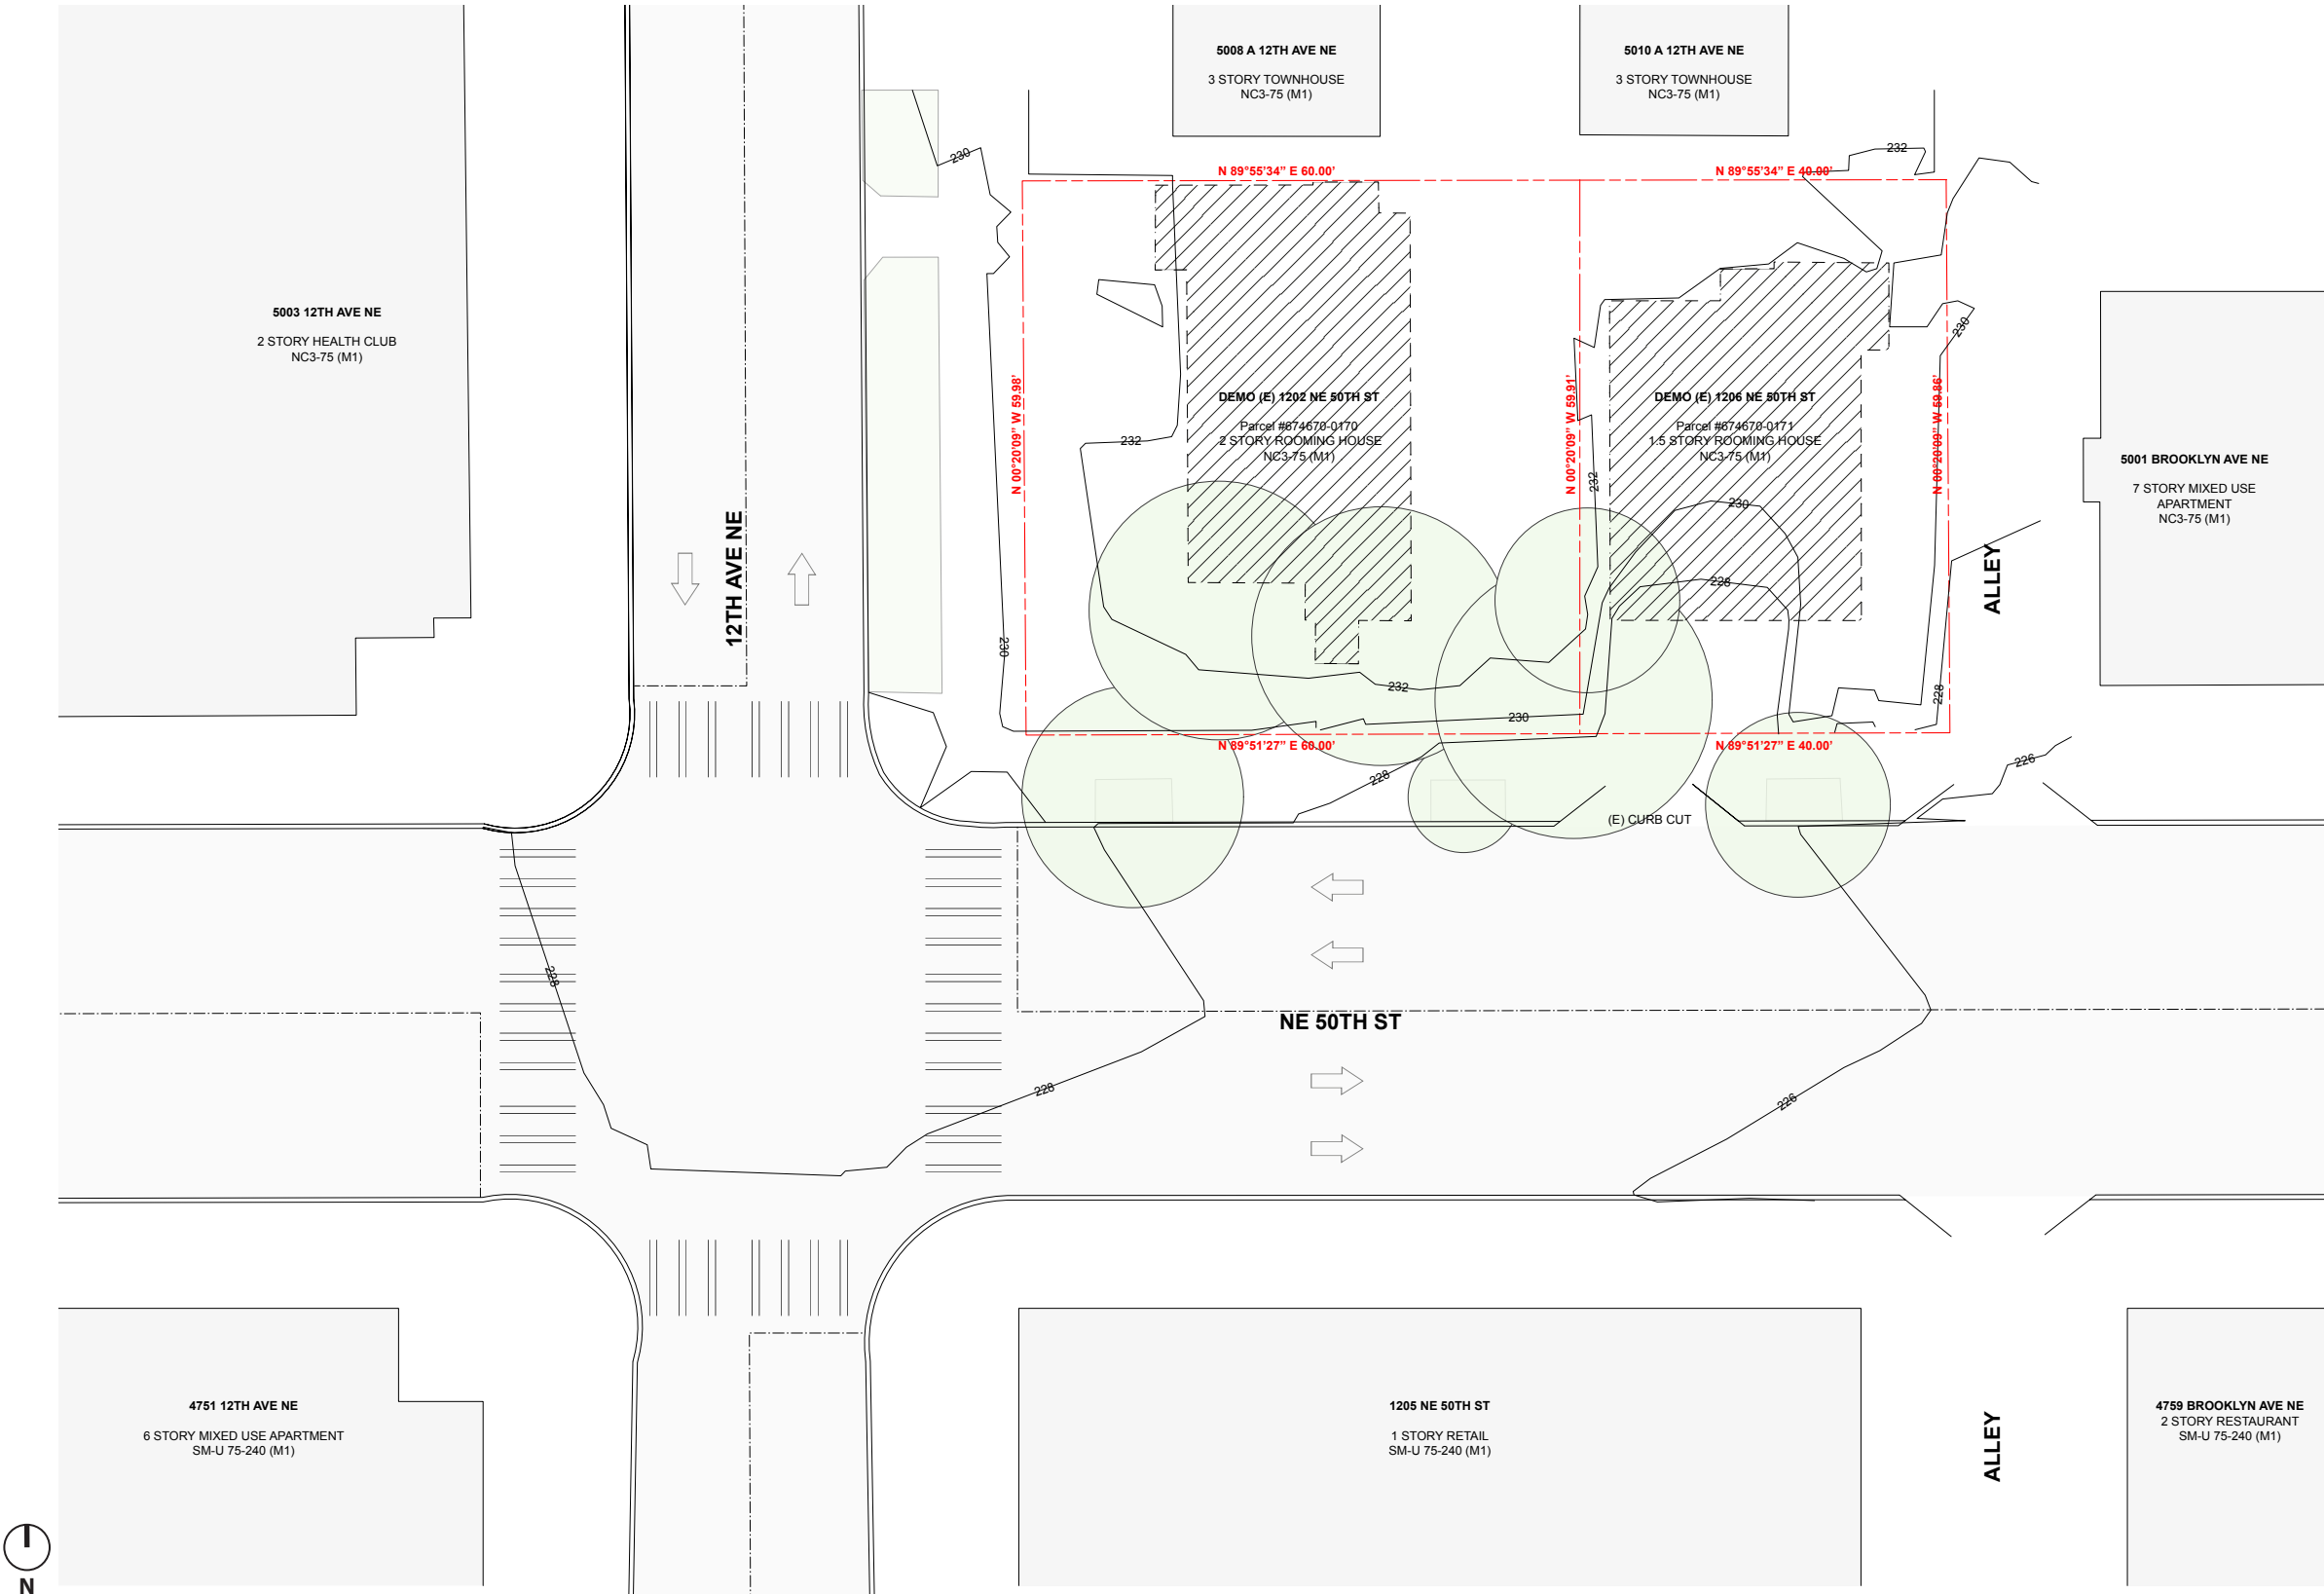 5008 A 12TH AVE NE
3 STORY TOWNHOUSE
NC3-75 (M1)
5010 A 12TH AVE NE
3 STORY TOWNHOUSE
NC3-75 (M1)
230
232
N 89°55'34" E 60.00'
N 89°55'34" E 40.00'
5003 12TH AVE NE
2 STORY HEALTH CLUB
NC3-75 (M1)
230
N 00°20'09" W 59.98'
N 00°20'09" W 59.91'
N 00°20'09" W 59.86'
DEMO (E) 1202 NE 50TH ST
Parcel #674670-0170
2 STORY ROOMING HOUSE
NC3-75 (M1)
DEMO (E) 1206 NE 50TH ST
Parcel #674670-0171
1.5 STORY ROOMING HOUSE
NC3-75 (M1)
232
232
230
5001 BROOKLYN AVE NE
7 STORY MIXED USE
APARTMENT
NC3-75 (M1)
12TH AVE NE
228
ALLEY
230
232
228
230
N 89°51'27" E 60.00'
N 89°51'27" E 40.00'
226
228
(E) CURB CUT
228
NE 50TH ST
228
226
4751 12TH AVE NE
6 STORY MIXED USE APARTMENT
SM-U 75-240 (M1)
1205 NE 50TH ST
1 STORY RETAIL
SM-U 75-240 (M1)
ALLEY
4759 BROOKLYN AVE NE
2 STORY RESTAURANT
SM-U 75-240 (M1)
N